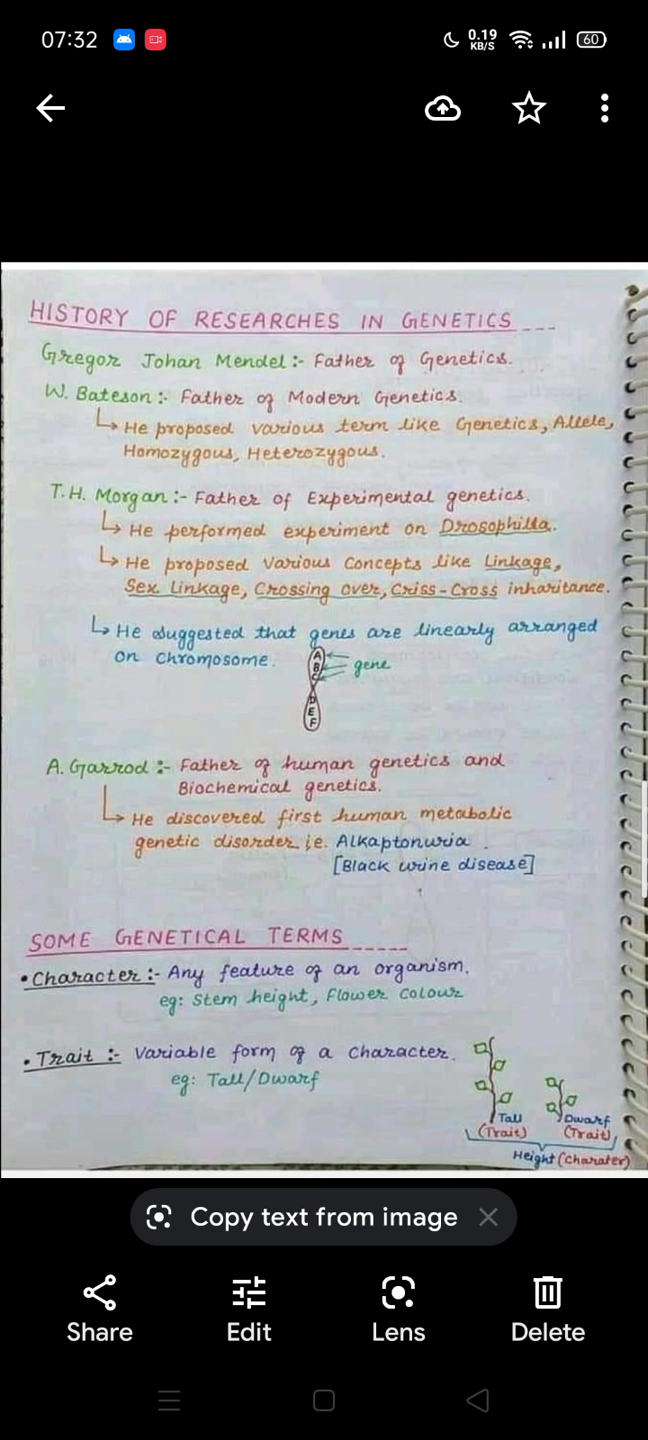 07:32
0.19
KB/S
60
HISTORY OF RESEARCHES IN GENETICS
Gregor Johan Mendel :- Father of Genetics.
W. Bateson :- Father of Modern Genetics.
He proposed various term like Genetics, Allele,
Homozygous, Heterozygous.
T.H. Morgan :- Father of Experimental genetics.
He performed experiment on Drosophilla.
He proposed various concepts like Linkage,
Sex Linkage, Crossing over, Criss-Cross inharitance.
He suggested that genes are linearly arranged
on chromosome.
A
B
C
gene
D
E
F
A. Garrod :- Father of human genetics and
Biochemical genetics.
He discovered first human metabolic
genetic disorder i.e. Alkaptonuria.
[Black urine disease]
SOME GENETICAL TERMS
• Character :- Any feature of an organism.
eg: Stem height, Flower colour
• Trait :- Variable form of a character.
eg: Tall/Dwarf
Tall
(Trait)
Dwarf
(Trait)
Height (charater)
Copy text from image
Share
Edit
Lens
Delete